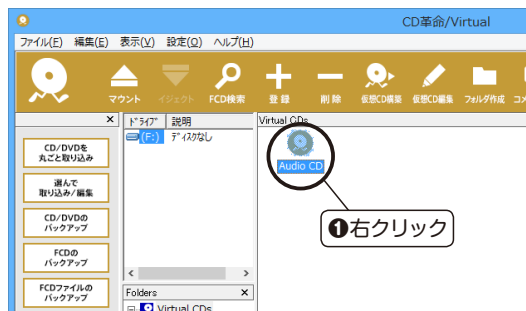 CD革命/Virtual
ファイル(F) 編集(E) 表示(V) 設定(O) ヘルプ(H)
マウント イジェクト FCD検索 登 録 削 除 仮想CD構築 仮想CD編集 フォルダ作成 コメ
ドライブ 説明
(F:) ディスクなし
CD/DVDを
丸ごと取り込み
選んで
取り込み/編集
CD/DVDの
バックアップ
FCDの
バックアップ
FCDファイルの
バックアップ
Folders
Virtual CDs
Virtual CDs
Audio CD
❶右クリック